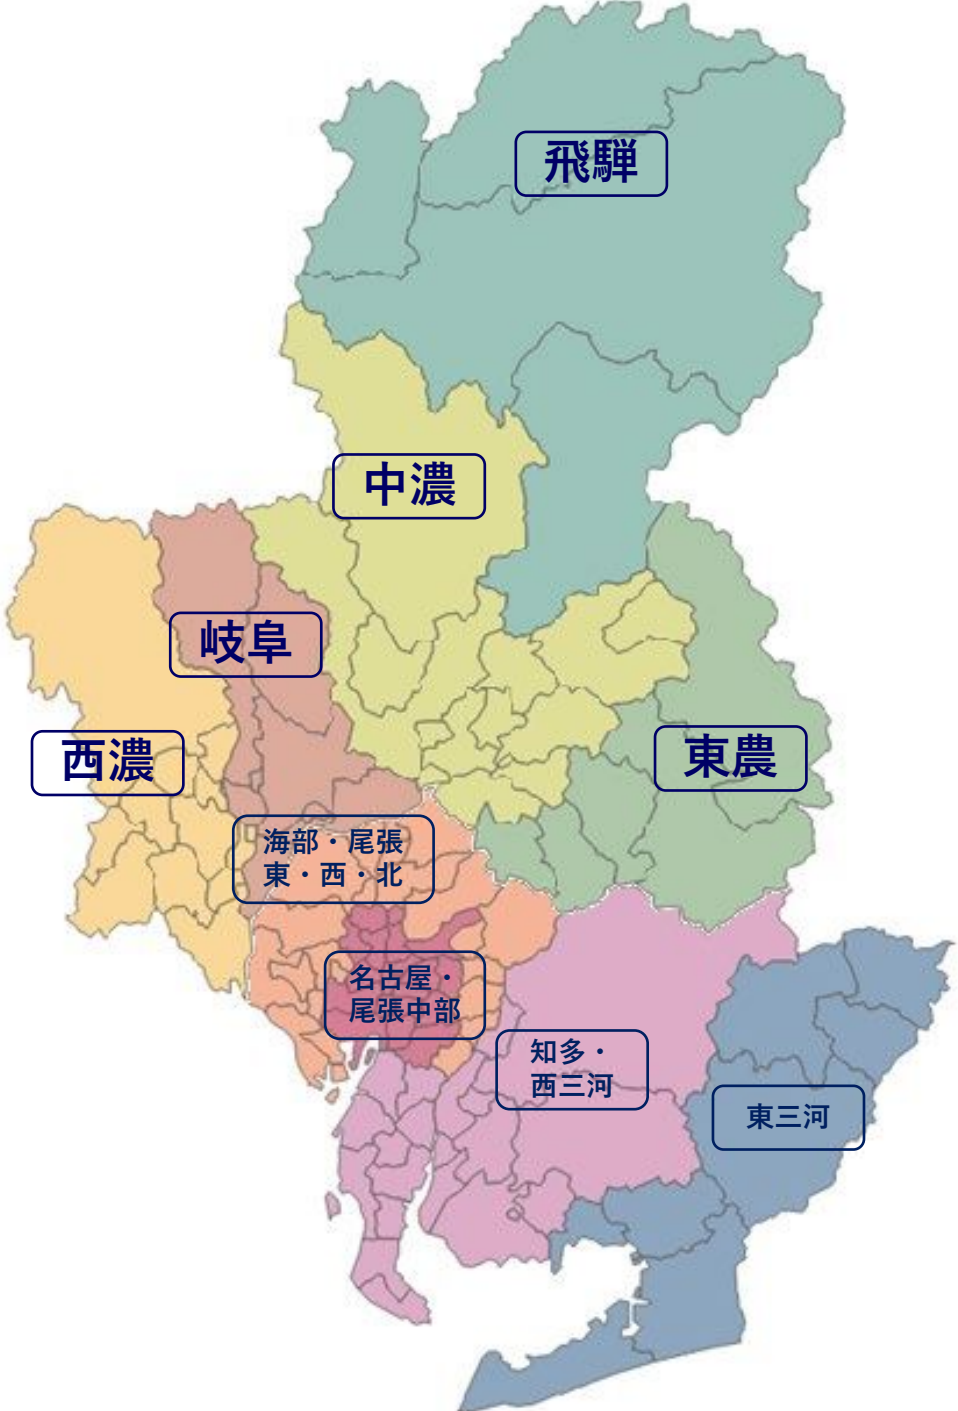 飛騨
中濃
岐阜
西濃
東農
海部・尾張
東・西・北
名古屋・
尾張中部
知多・
西三河
東三河